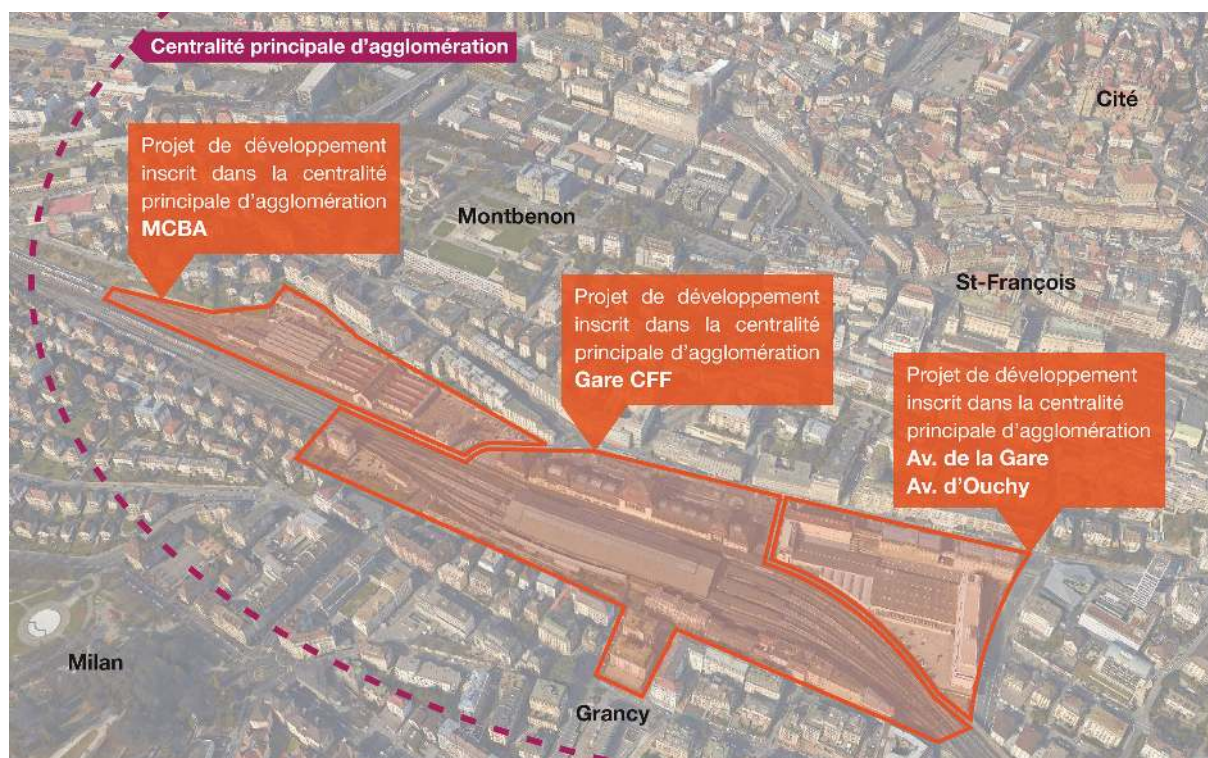 Centralité principale d'agglomération
Cité
Projet de développement
inscrit dans la centralité
principale d'agglomération
MCBA
Montbenon
St-François
Projet de développement
inscrit dans la centralité
principale d'agglomération
Gare CFF
Projet de développement
inscrit dans la centralité
principale d'agglomération
Av. de la Gare
Av. d'Ouchy
Milan
Grancy